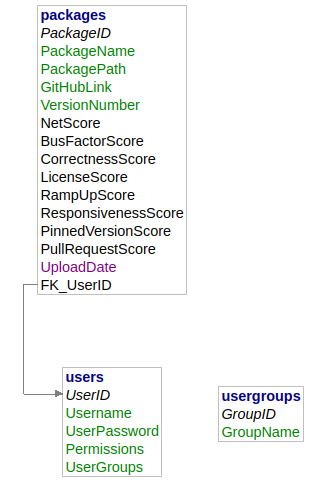 packages
PackageID
PackageName
PackagePath
GitHubLink
VersionNumber
NetScore
BusFactorScore
CorrectnessScore
LicenseScore
RampUpScore
ResponsivenessScore
PinnedVersionScore
PullRequestScore
UploadDate
FK_UserID
users
UserID
Username
UserPassword
Permissions
UserGroups
usergroups
GroupID
GroupName